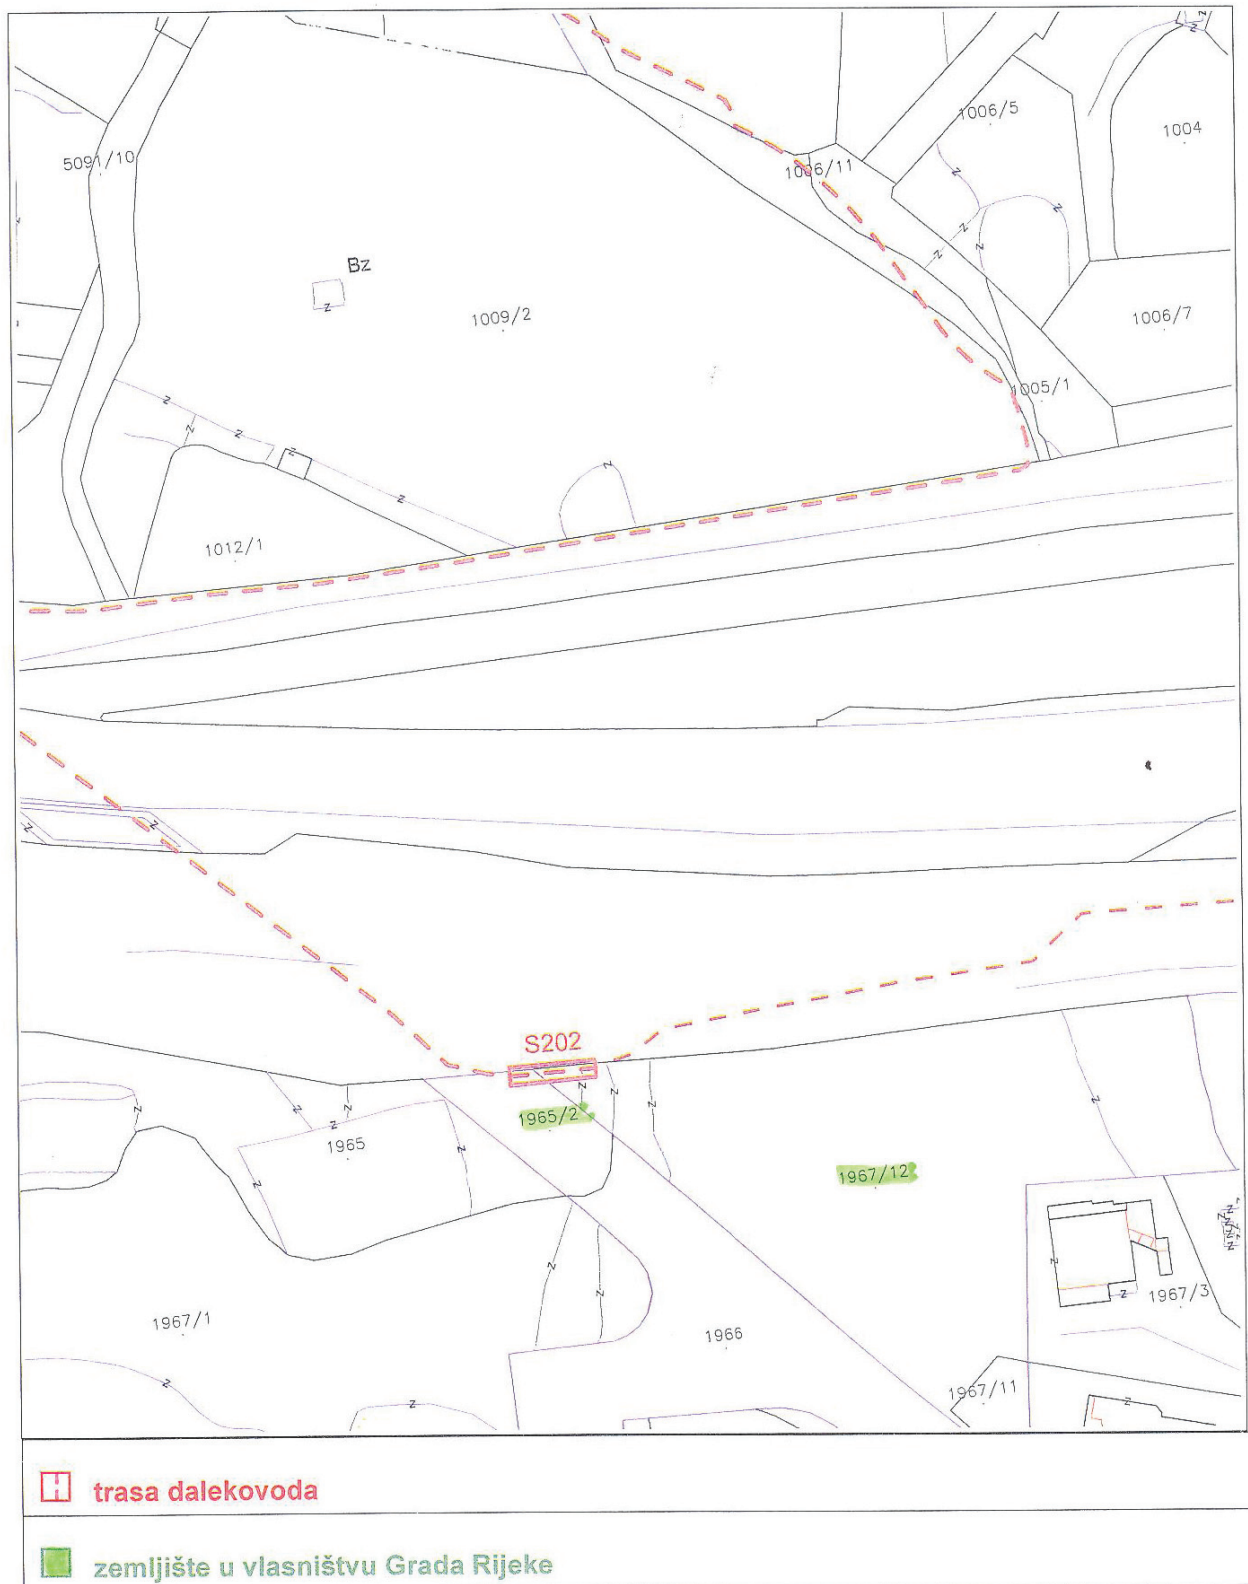 1006/5
1004
5091/10
1006/11
Bz
z
1009/2
1006/7
1005/1
z
z
z
z
z
z
z
1012/1
z
z
S202
1965/2
1965
1967/12
1967/3
1967/1
1966
1967/11
trasa dalekovoda
zemljište u vlasništvu Grada Rijeke